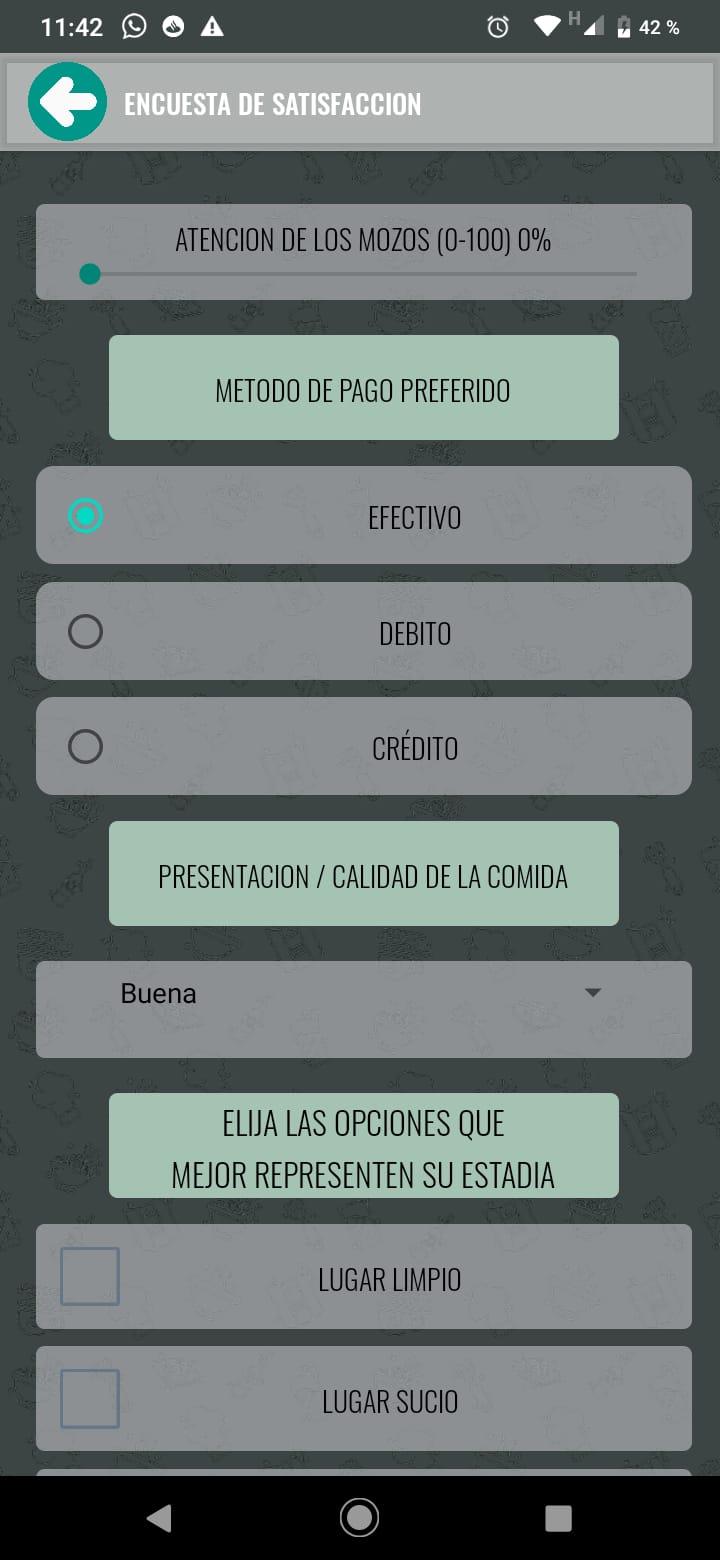 11:42
H
42 %
ENCUESTA DE SATISFACCION
ATENCION DE LOS MOZOS (0-100) 0%
METODO DE PAGO PREFERIDO
EFECTIVO
DEBITO
CRÉDITO
PRESENTACION / CALIDAD DE LA COMIDA
Buena
ELIJA LAS OPCIONES QUE
MEJOR REPRESENTEN SU ESTADIA
LUGAR LIMPIO
LUGAR SUCIO